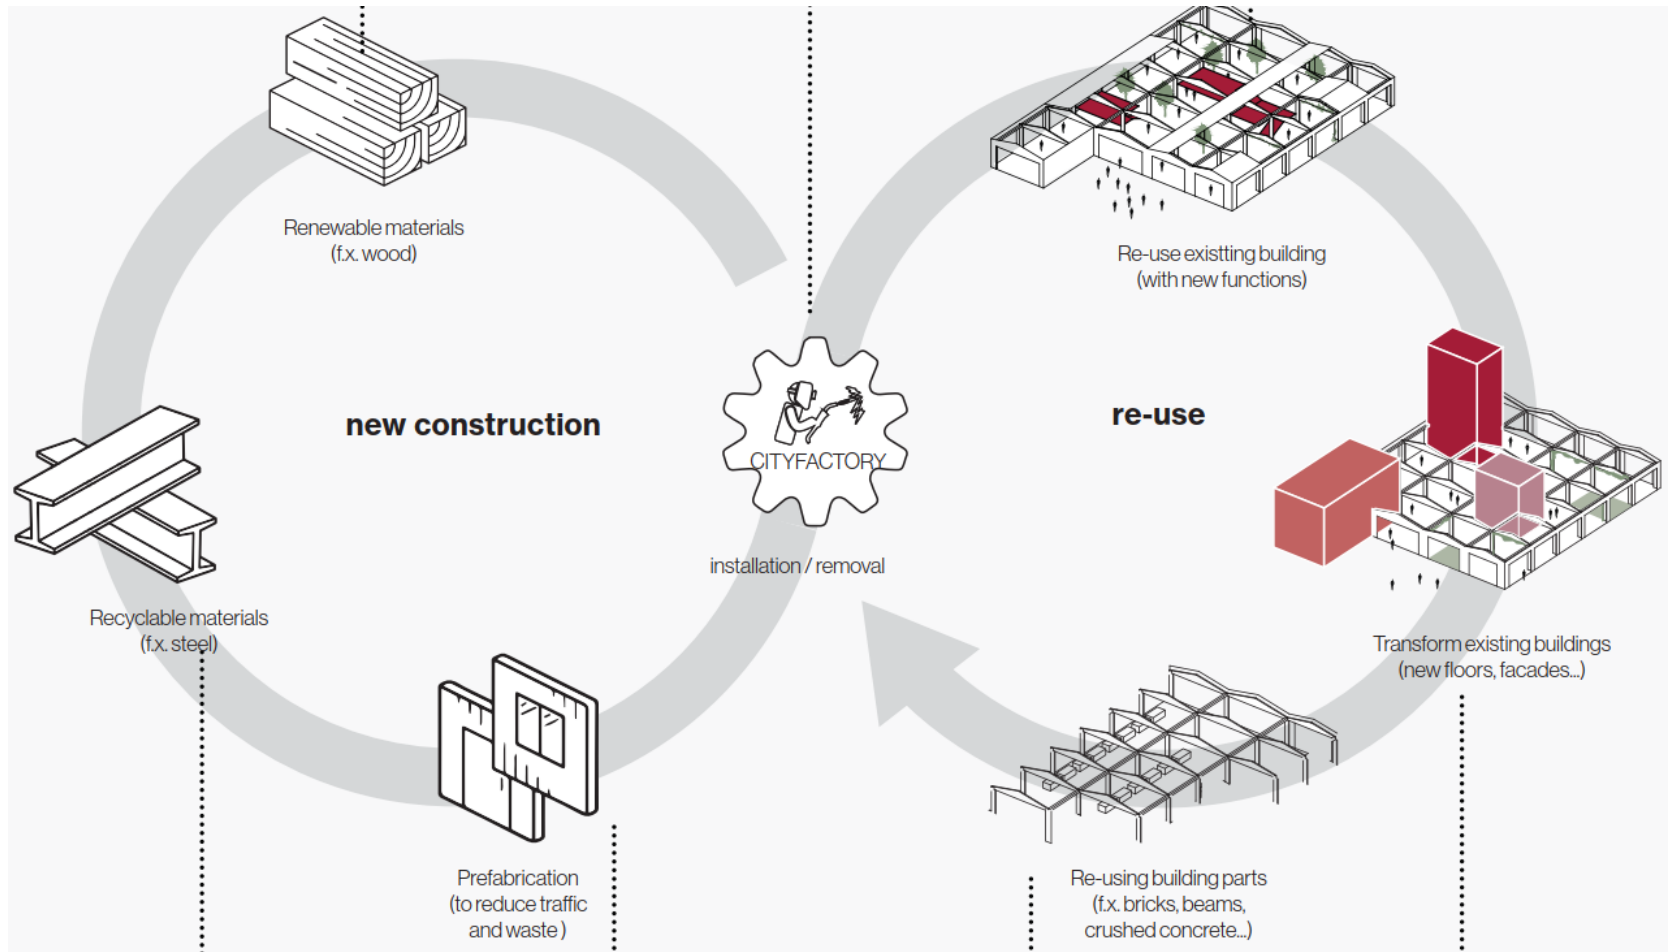 Renewable materials
(f.x. wood)
new construction
Recyclable materials
(f.x. steel)
Prefabrication
(to reduce traffic
and waste )
CITYFACTORY
installation / removal
Re-use existting building
(with new functions)
re-use
Transform existing buildings
(new floors, facades...)
Re-using building parts
(f.x. bricks, beams,
crushed concrete...)